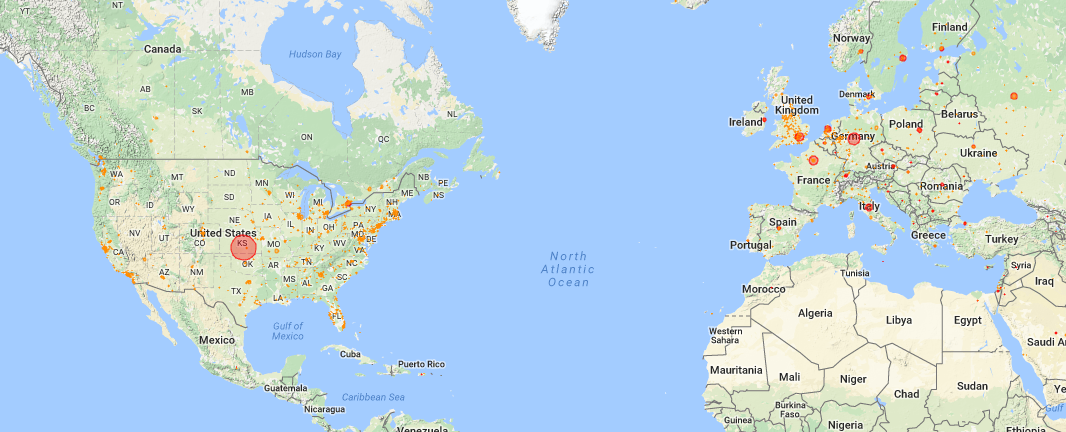 YT
NT
Canada
Hudson Bay
BC
AB
SK
MB
ON
QC
NL
NB
PE
NS
WA
MT
ND
MN
OR
ID
WY
SD
NE
IA
IL
MI
IN
OH
NY
NH
ME
MA
PA
MD
DE
NV
UT
United States
CO
KS
MO
KY
WV
VA
CA
AZ
NM
OK
AR
TN
NC
SC
MS
AL
GA
TX
LA
FL
Gulf of
Mexico
Mexico
Cuba
Puerto Rico
Guatemala
Caribbean Sea
Nicaragua
Venezuela
North
Atlantic
Ocean
Finland
Norway
Denmark
United
Kingdom
Ireland
Belarus
Poland
Germany
Ukraine
Austria
France
Romania
Italy
Spain
Portugal
Greece
Turkey
Syria
Iraq
Tunisia
Morocco
Algeria
Libya
Egypt
Western
Sahara
Saudi Ar
Mauritania
Mali
Niger
Chad
Sudan
Ye
Burkina
Faso
Guinea
Nigeria
Ethiopia
Gulf